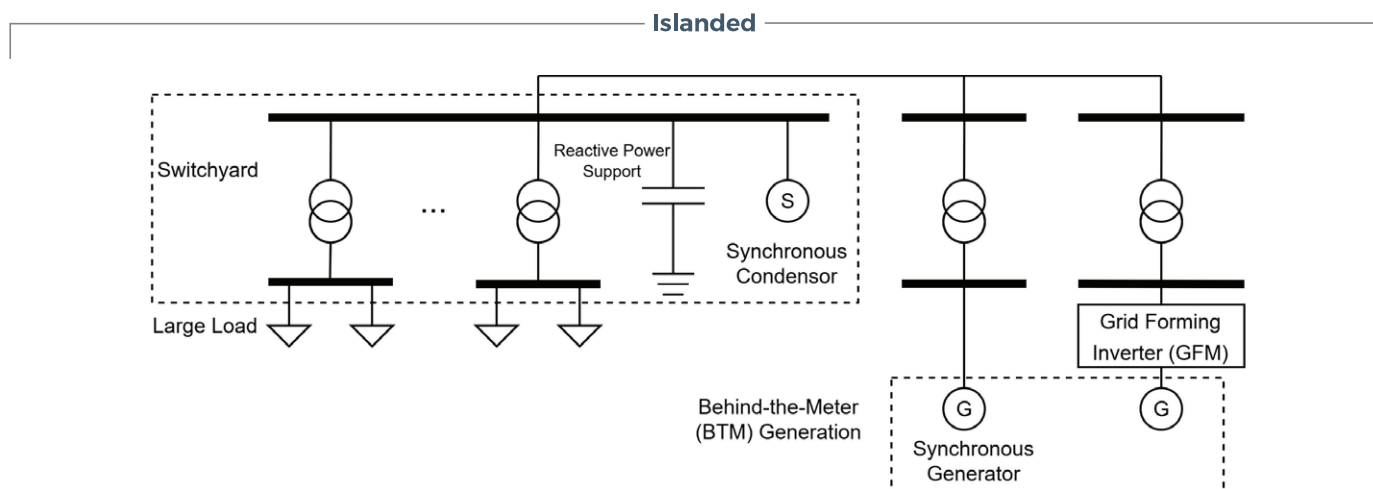 Islanded
Switchyard
...
Reactive Power
Support
S
Synchronous
Condensor
Large Load
Grid Forming
Inverter (GFM)
Behind-the-Meter
(BTM) Generation
G
Synchronous
Generator
G